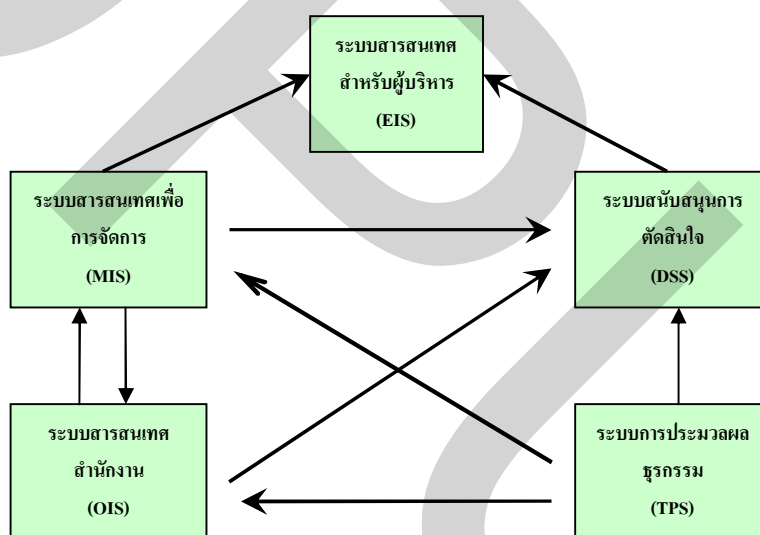 ระบบสารสนเทศ
สำหรับผู้บริหาร
(EIS)
ระบบสารสนเทศเพื่อ
การจัดการ
(MIS)
ระบบสนับสนุนการ
ตัดสินใจ
(DSS)
ระบบสารสนเทศ
สำนักงาน
(OIS)
ระบบการประมวลผล
ธุรกรรม
(TPS)